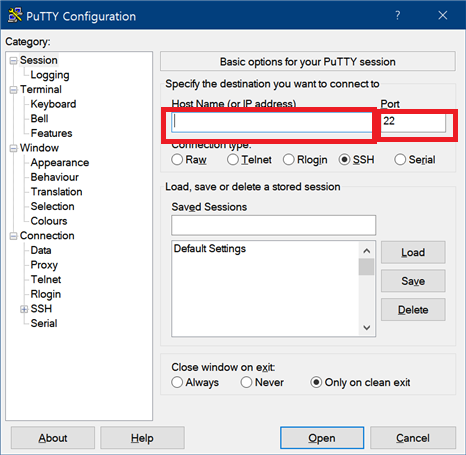 PuTTY Configuration
?
Category:
Session
Logging
Terminal
Keyboard
Bell
Features
Window
Appearance
Behaviour
Translation
Selection
Colours
Connection
Data
Proxy
Telnet
Rlogin
SSH
Serial
Basic options for your PuTTY session
Specify the destination you want to connect to
Host Name (or IP address) Port
22
Connection type:
Raw Telnet Rlogin SSH Serial
Load, save or delete a stored session
Saved Sessions
Default Settings
Load
Save
Delete
Close window on exit:
Always Never Only on clean exit
About Help Open Cancel